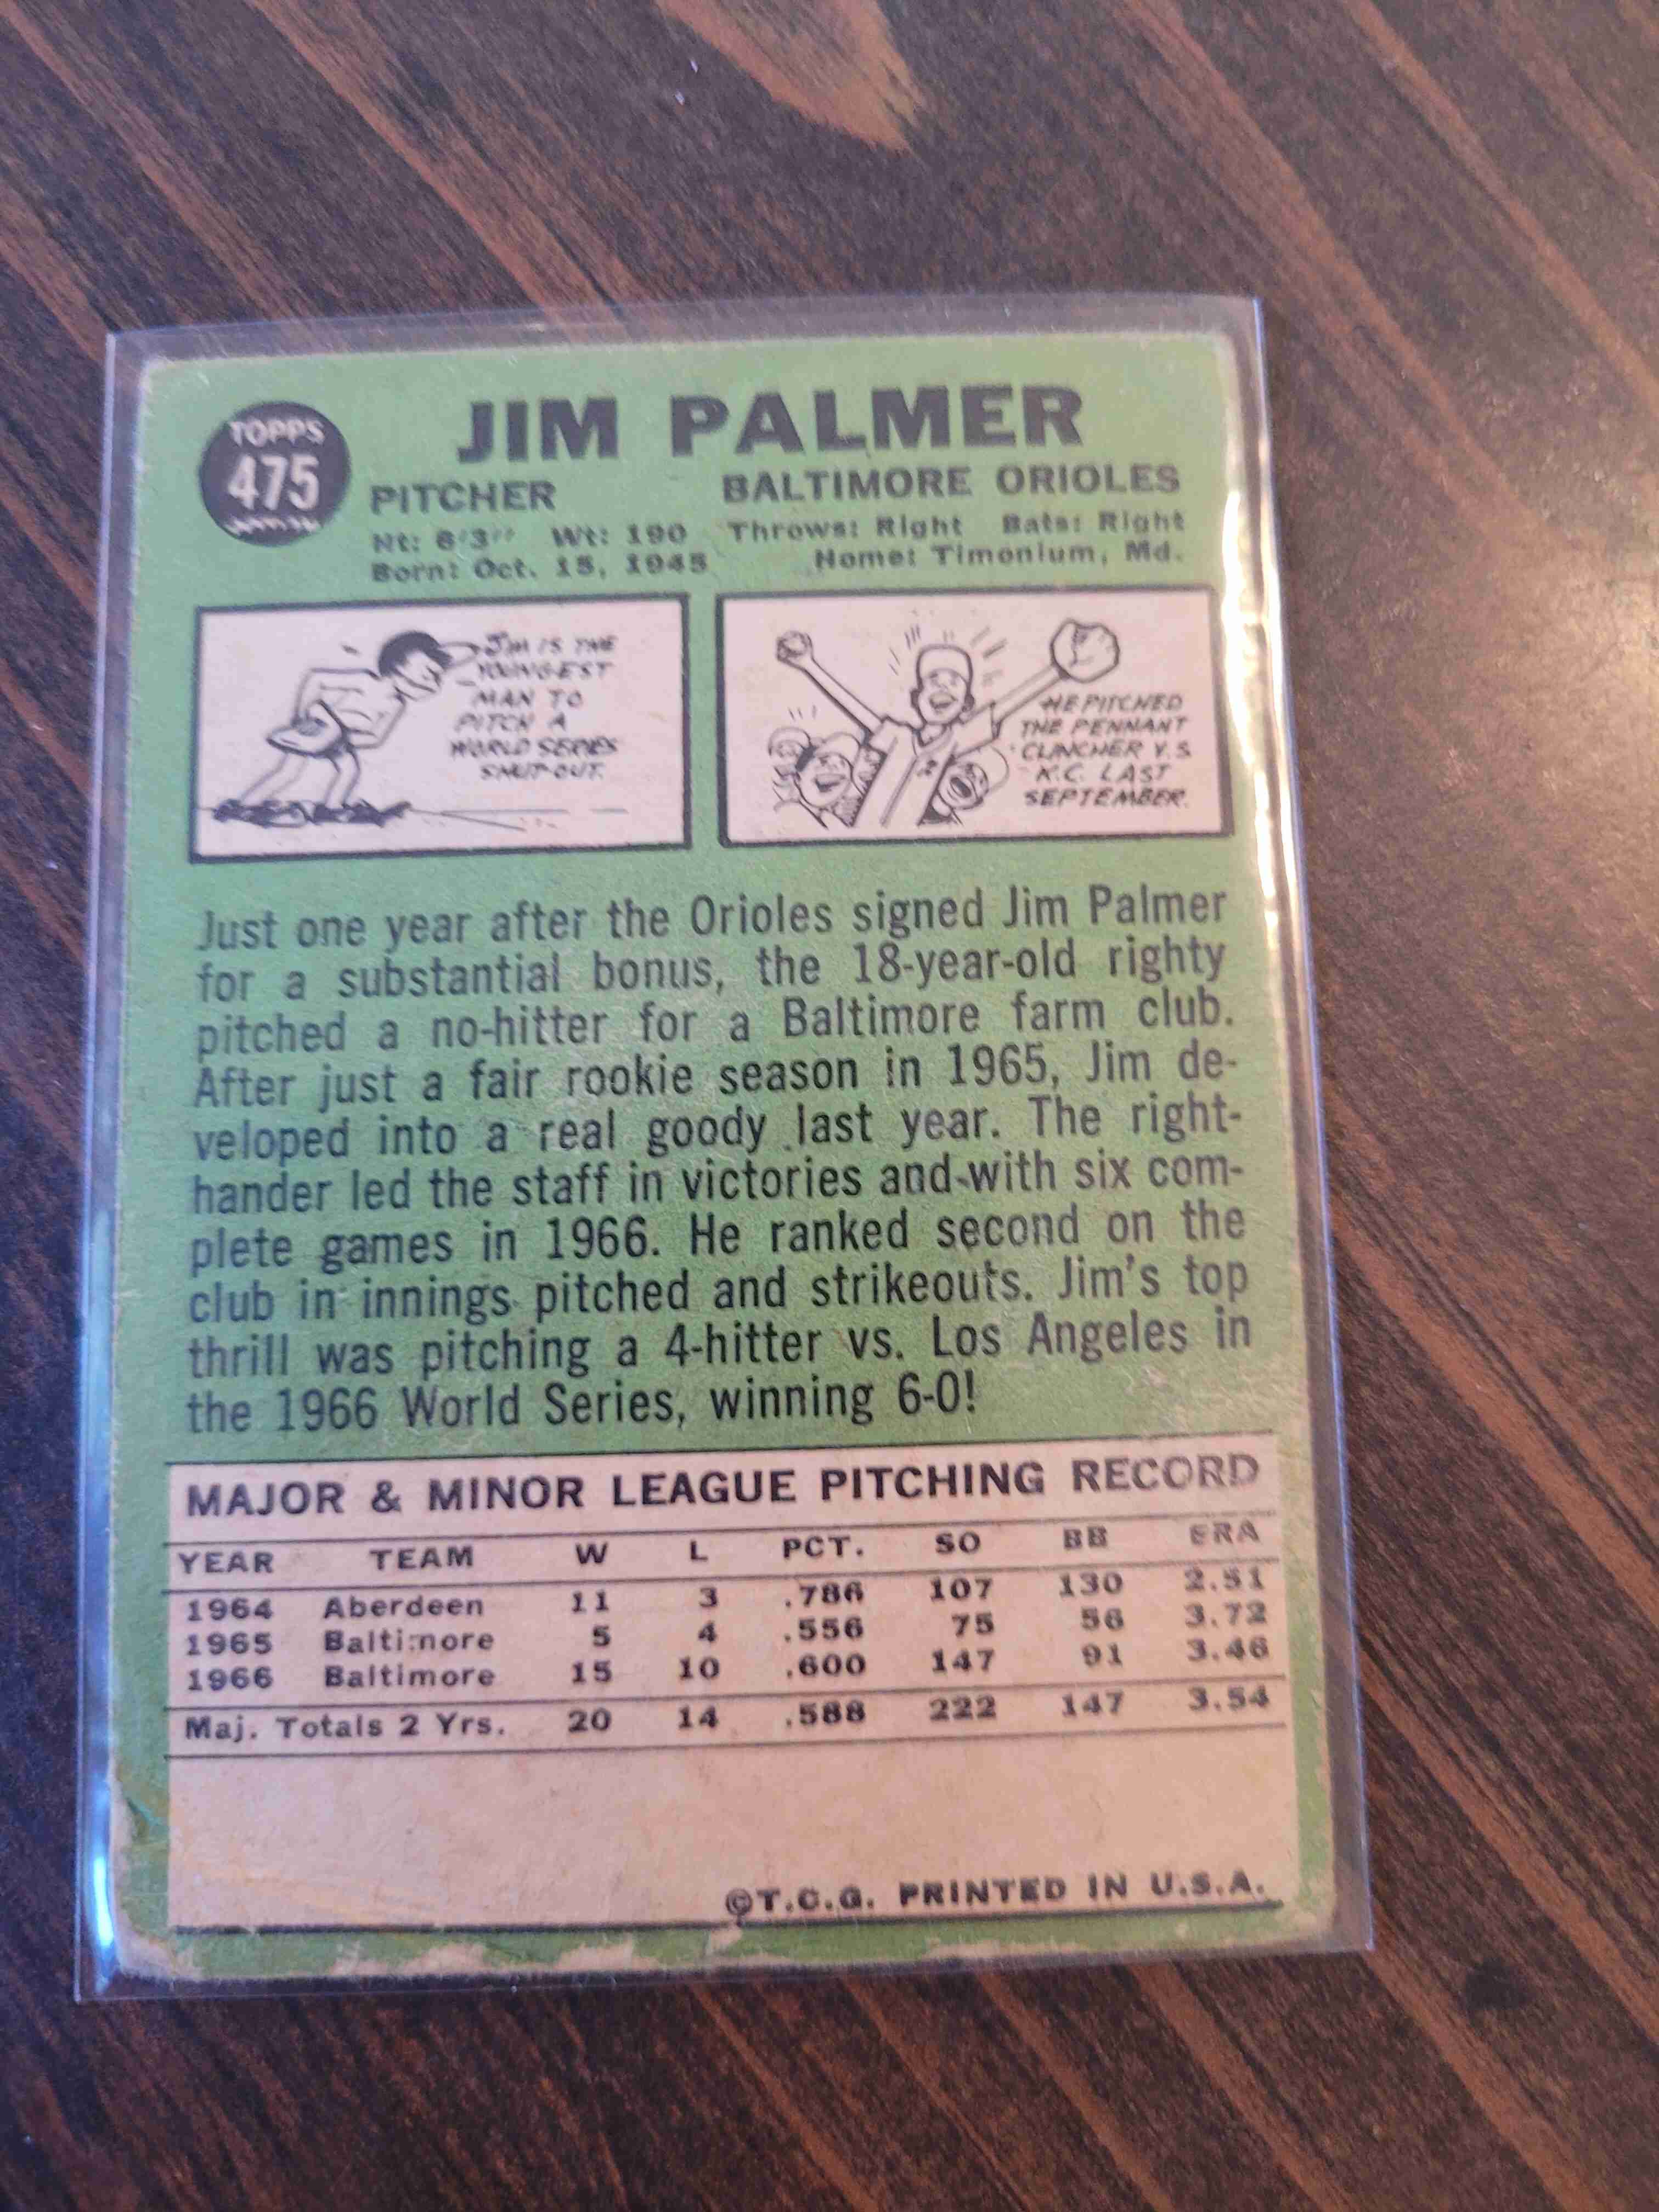 TOPPS
475
JIM PALMER
PITCHER BALTIMORE ORIOLES
Ht: 6'3" Wt: 190 Throws: Right Bats: Right
Born: Oct. 15, 1945 Home: Timonium, Md.
JIM IS THE
YOUNGEST
MAN TO
PITCH A
WORLD SERIES
SHUT-OUT.
HE PITCHED
THE PENNANT
CLINCHER V.S.
K.C. LAST
SEPTEMBER.
Just one year after the Orioles signed Jim Palmer
for a substantial bonus, the 18-year-old righty
pitched a no-hitter for a Baltimore farm club.
After just a fair rookie season in 1965, Jim de-
veloped into a real goody last year. The right-
hander led the staff in victories and with six com-
plete games in 1966. He ranked second on the
club in innings pitched and strikeouts. Jim's top
thrill was pitching a 4-hitter vs. Los Angeles in
the 1966 World Series, winning 6-0!
MAJOR & MINOR LEAGUE PITCHING RECORD
YEAR TEAM W L PCT. SO BB ERA
1964 Aberdeen 11 3 .786 107 130 2.51
1965 Baltimore 5 4 .556 75 56 3.72
1966 Baltimore 15 10 .600 147 91 3.46
Maj. Totals 2 Yrs. 20 14 .588 222 147 3.54
©T.C.G. PRINTED IN U.S.A.